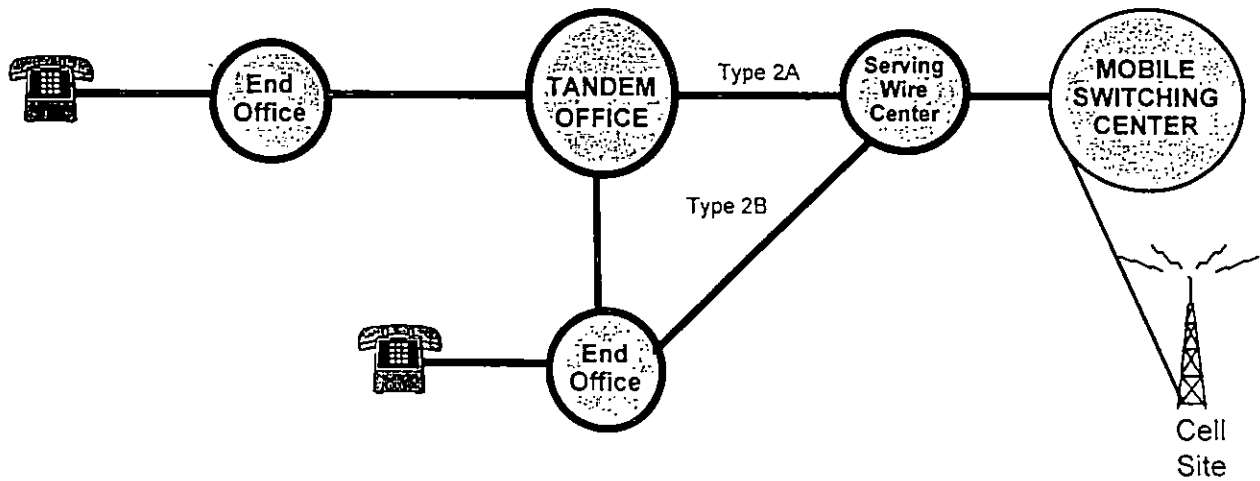 End
Office
TANDEM
OFFICE
Type 2A
Serving
Wire
Center
MOBILE
SWITCHING
CENTER
Type 2B
End
Office
Cell
Site